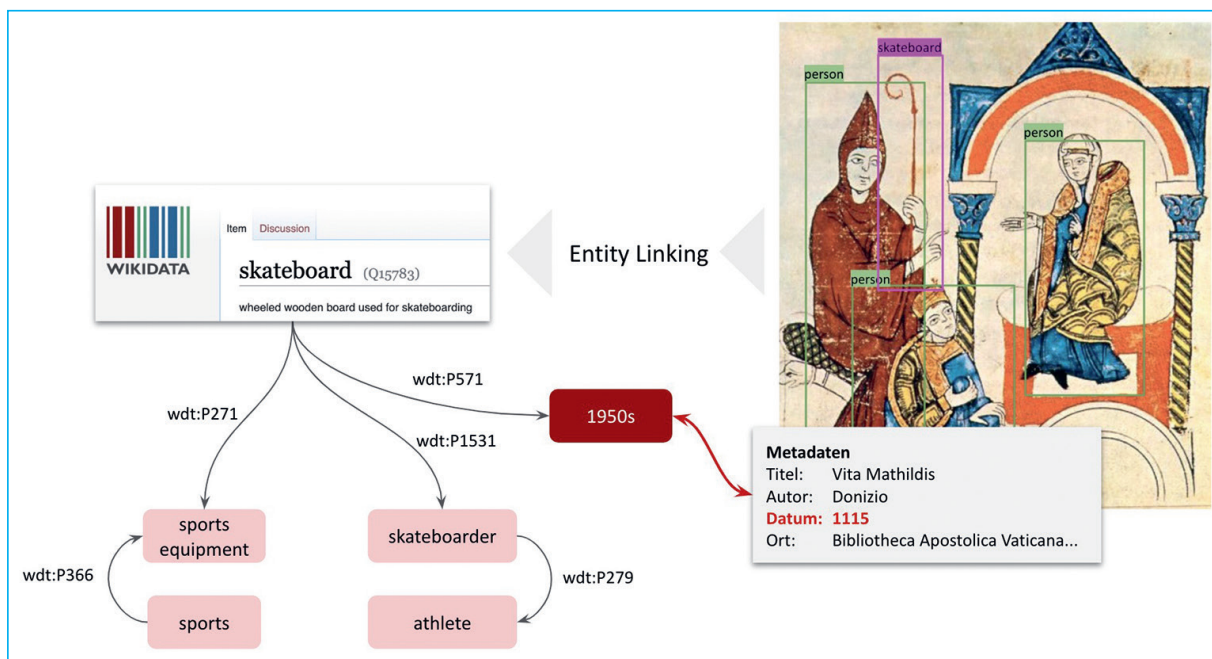 skateboard
person
person
person
WIKIDATA
Item Discussion
skateboard (Q15783)
wheeled wooden board used for skateboarding
Entity Linking
wdt:P571
wdt:P271
wdt:P1531
1950s
sports
equipment
skateboarder
wdt:P366
wdt:P279
sports
athlete
Metadaten
Titel: Vita Mathildis
Autor: Donizio
Datum: 1115
Ort: Bibliotheca Apostolica Vaticana...